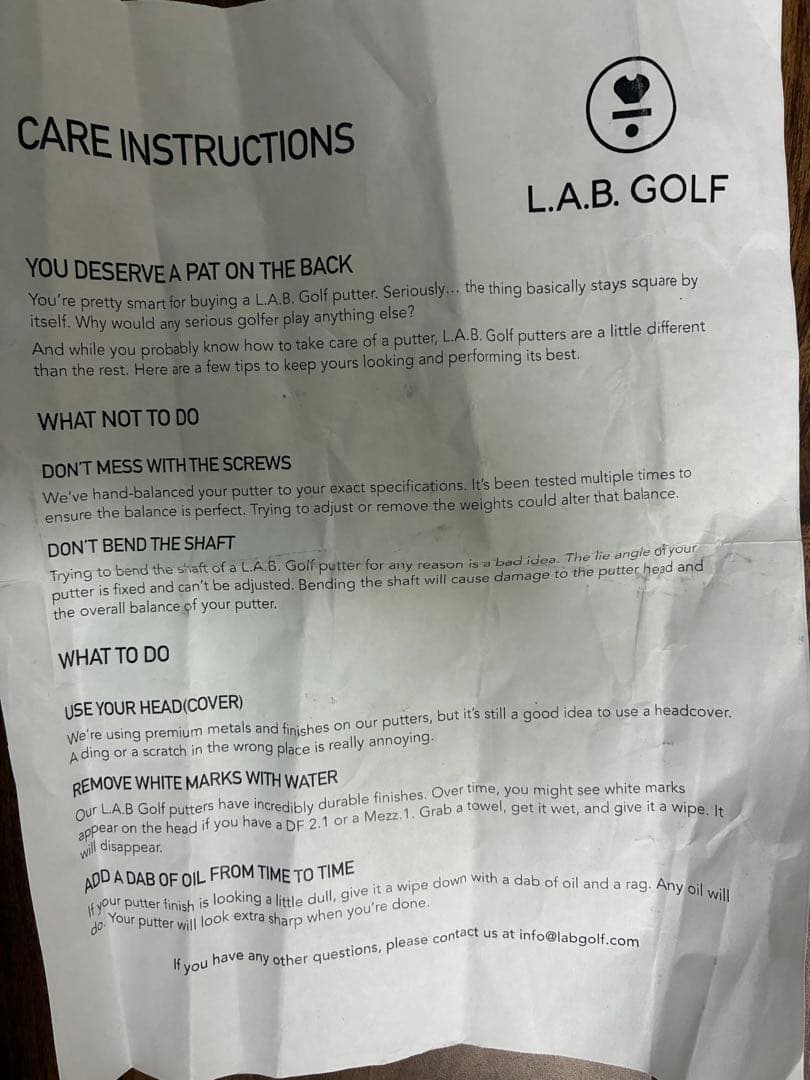 CARE INSTRUCTIONS
L.A.B. GOLF
YOU DESERVE A PAT ON THE BACK
You're pretty smart for buying a L.A.B. Golf putter. Seriously... the thing basically stays square by
itself. Why would any serious golfer play anything else?
And while you probably know how to take care of a putter, L.A.B. Golf putters are a little different
than the rest. Here are a few tips to keep yours looking and performing its best.
WHAT NOT TO DO
DON'T MESS WITH THE SCREWS
We've hand-balanced your putter to your exact specifications. It's been tested multiple times to
ensure the balance is perfect. Trying to adjust or remove the weights could alter that balance.
DON'T BEND THE SHAFT
Trying to bend the shaft of a L.A.B. Golf putter for any reason is a bad idea. The lie angle of your
putter is fixed and can't be adjusted. Bending the shaft will cause damage to the putter head and
the overall balance of your putter.
WHAT TO DO
USE YOUR HEAD(COVER)
We're using premium metals and finishes on our putters, but it's still a good idea to use a headcover.
A ding or a scratch in the wrong place is really annoying.
REMOVE WHITE MARKS WITH WATER
Our L.A.B Golf putters have incredibly durable finishes. Over time, you might see white marks
appear on the head if you have a DF 2.1 or a Mezz.1. Grab a towel, get it wet, and give it a wipe. It
will disappear.
ADD A DAB OF OIL FROM TIME TO TIME
If your putter finish is looking a little dull, give it a wipe down with a dab of oil and a rag. Any oil will
do. Your putter will look extra sharp when you're done.
If you have any other questions, please contact us at info@labgolf.com